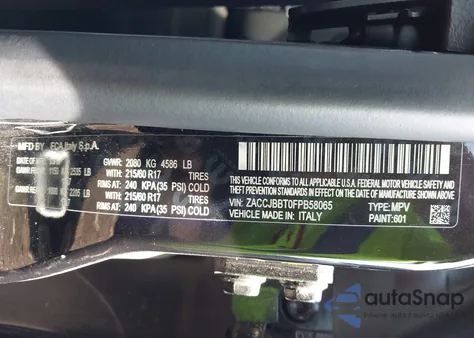 MFD BY FCA Italy S.p.A.
DATE OF
GVWR: 2080 KG 4586 LB
WITH: 215/60 R17 TIRES
RIMS AT: 240 KPA (35 PSI) COLD
WITH: 215/60 R17 TIRES
RIMS AT: 240 KPA (35 PSI) COLD
THIS VEHICLE CONFORMS TO ALL APPLICABLE FEDERAL MOTOR VEHICLE SAFETY
AND THEFT PREVENTION STANDARDS IN EFFECT ON THE DATE OF MANUFACTURE
SHOWN ABOVE.
VIN: ZACCJBBT0FPB58065 TYPE: MPV
VEHICLE MADE IN: ITALY PAINT: 601
autoSnap